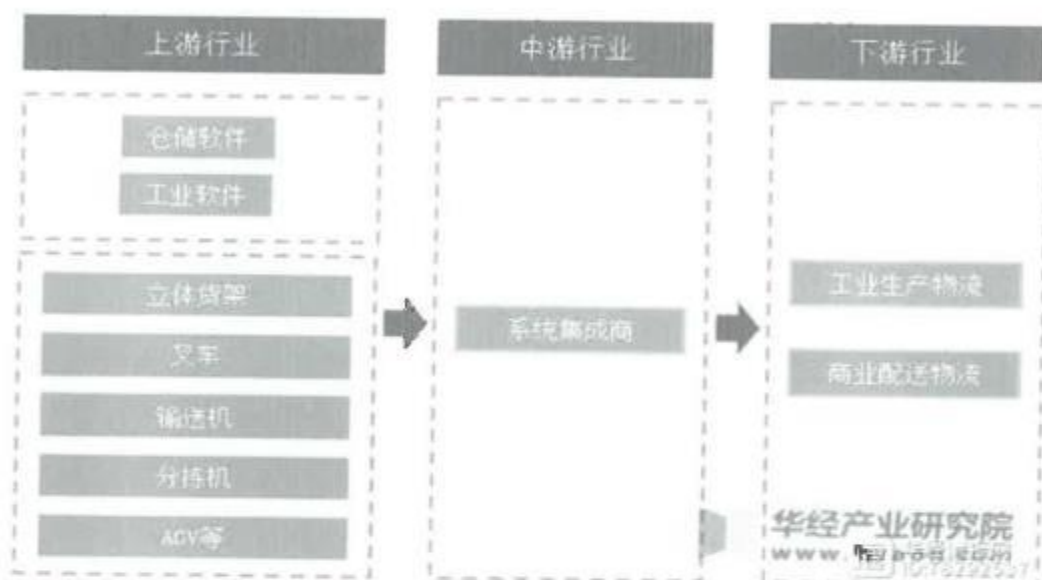 上游行业
仓储软件
工业软件
立体货架
叉车
输送机
分拣机
AGV等
中游行业
系统集成商
下游行业
工业生产物流
商业配送物流
华经产业研究院